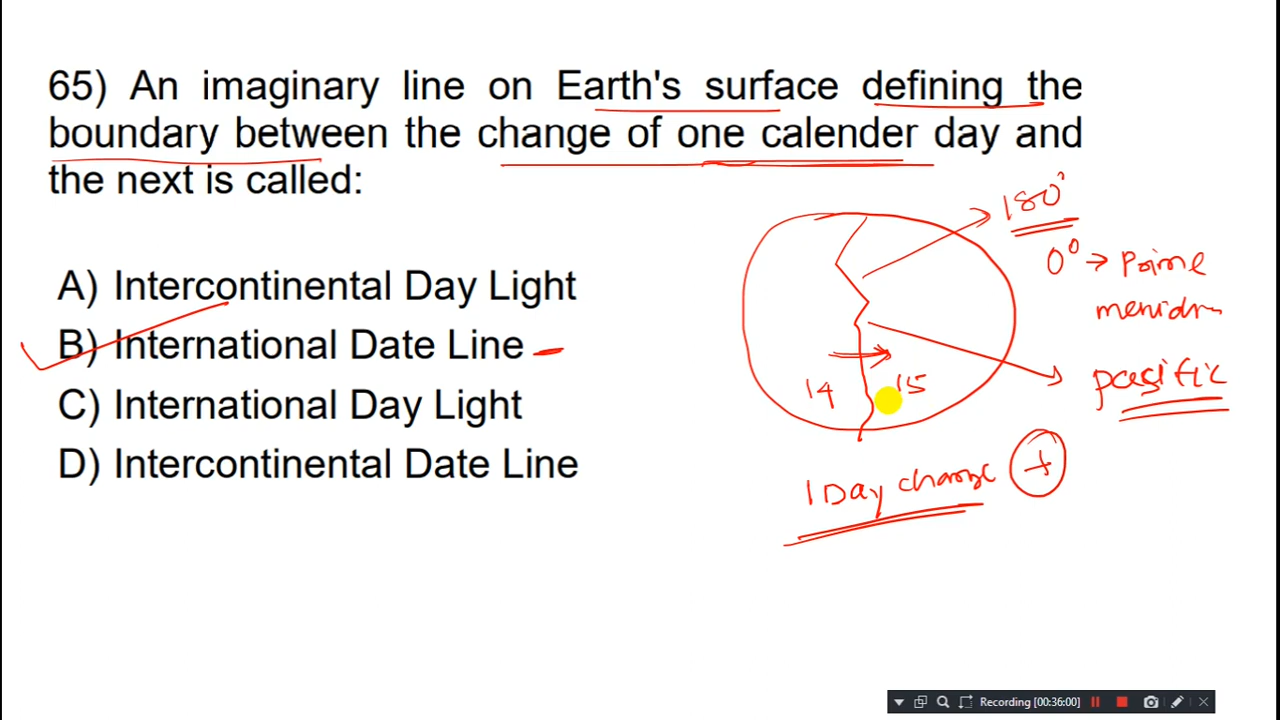 65) An imaginary line on Earth's surface defining the
boundary between the change of one calender day and
the next is called:
180°
0° → Prime
meridn
A) Intercontinental Day Light
B) International Date Line
pacific
14 15
C) International Day Light
D) Intercontinental Date Line
1 Day change +
Recording [00:36:00]